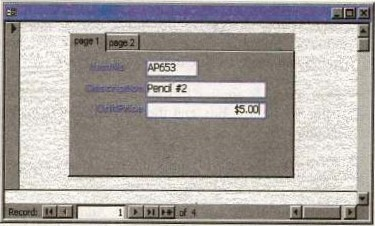 page 1 page 2
ItemNo AP653
Description Pencil #2
UnitPrice $5.00
Record: 1 of 4